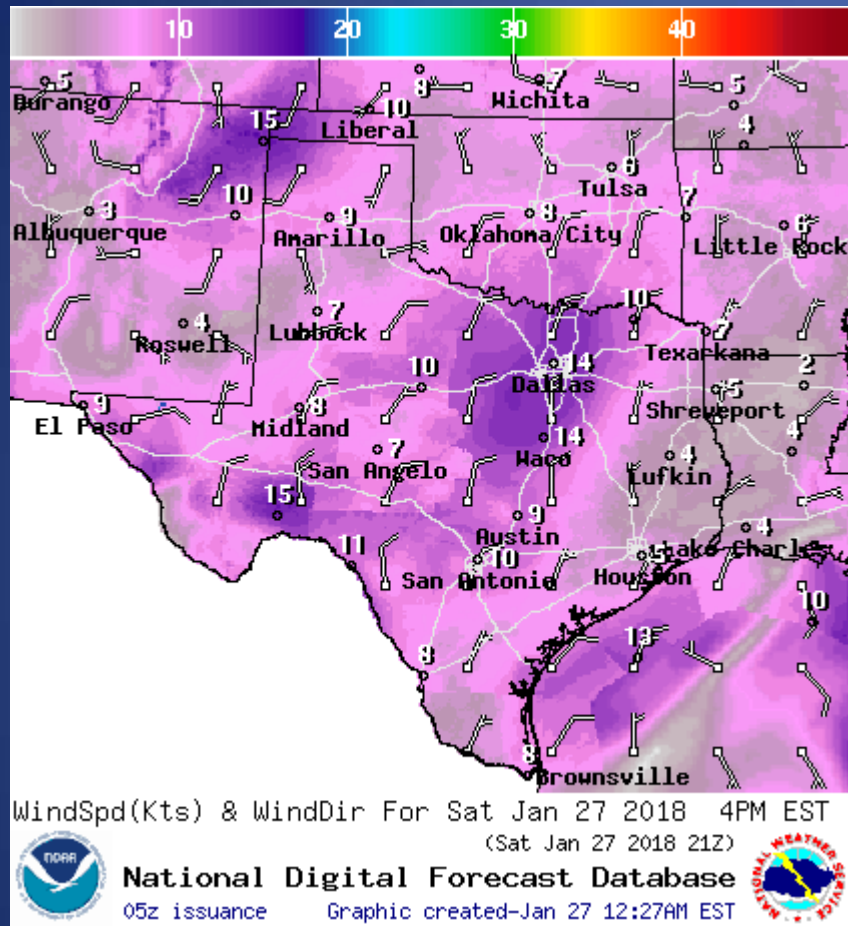 10 20 30 40
5 8 7 5
Durango Wichita
10
Liberal
15 4
6
Tulsa
3 10 9 8 7 6
Albuquerque Amarillo Oklahoma City Little Rock
4 7 10 7
Roswell Lubbock Texarkana
10 14 5 2
Dallas
9 8 Shreveport
El Paso Midland
7 14 4 4
San Angelo Waco Lufkin
15 9 4
Austin
11 10 5 Lake Charles
San Antonio Houston
10
8 13
8
Brownsville
WindSpd(Kts) & WindDir For Sat Jan 27 2018 4PM EST
(Sat Jan 27 2018 21Z)
NOAA
National Digital Forecast Database
05z issuance Graphic created-Jan 27 12:27AM EST
NATIONAL WEATHER SERVICE